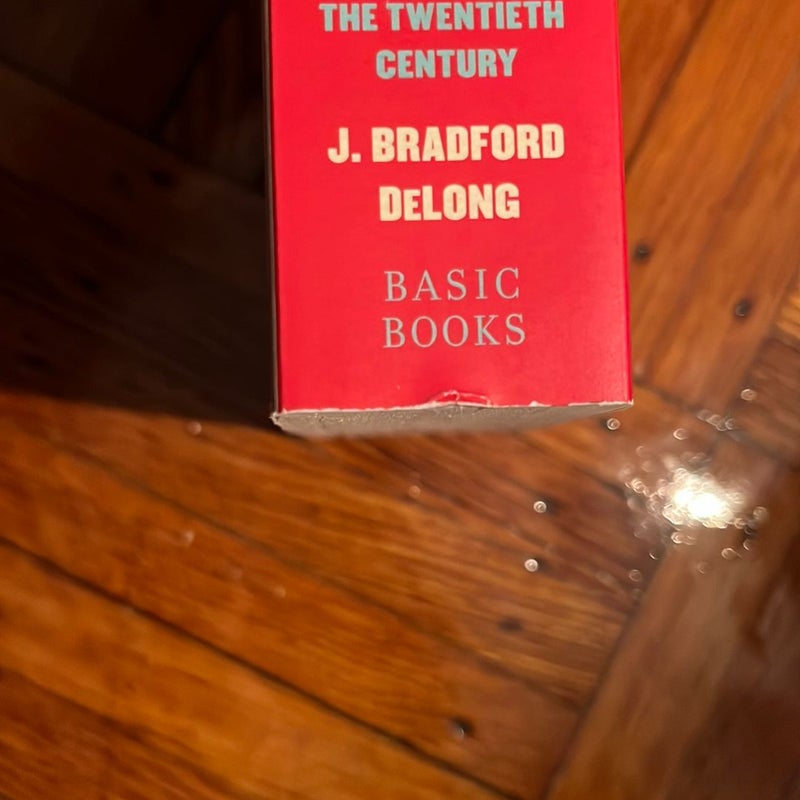 THE TWENTIETH
CENTURY
J. BRADFORD
DeLONG
BASIC
BOOKS